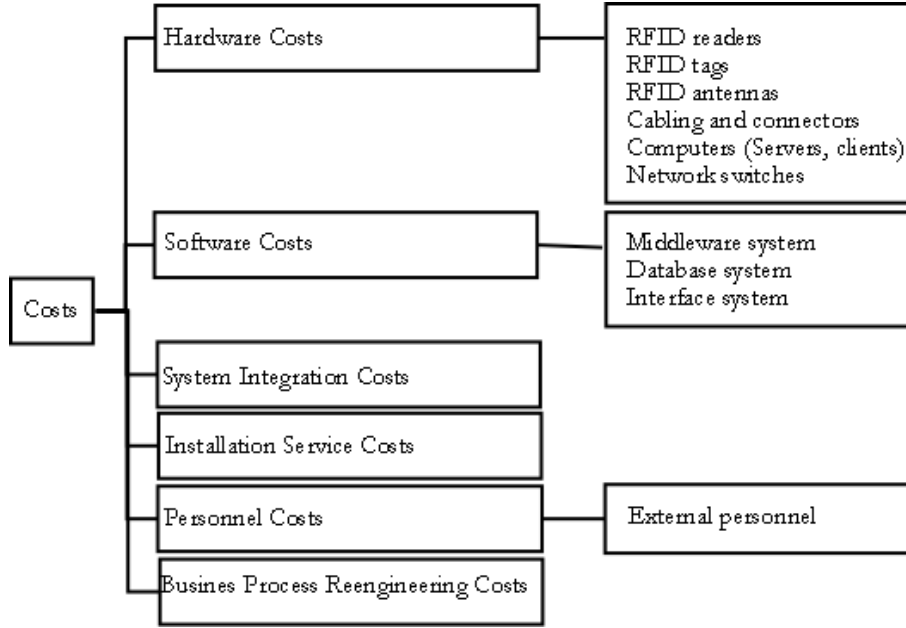 Hardware Costs
RFID readers
RFID tags
RFID antennas
Cabling and connectors
Computers (Servers, clients)
Network switches
Software Costs
Middleware system
Database system
Interface system
Costs
System Integration Costs
Installation Service Costs
Personnel Costs
External personnel
Busines Process Reengineering Costs